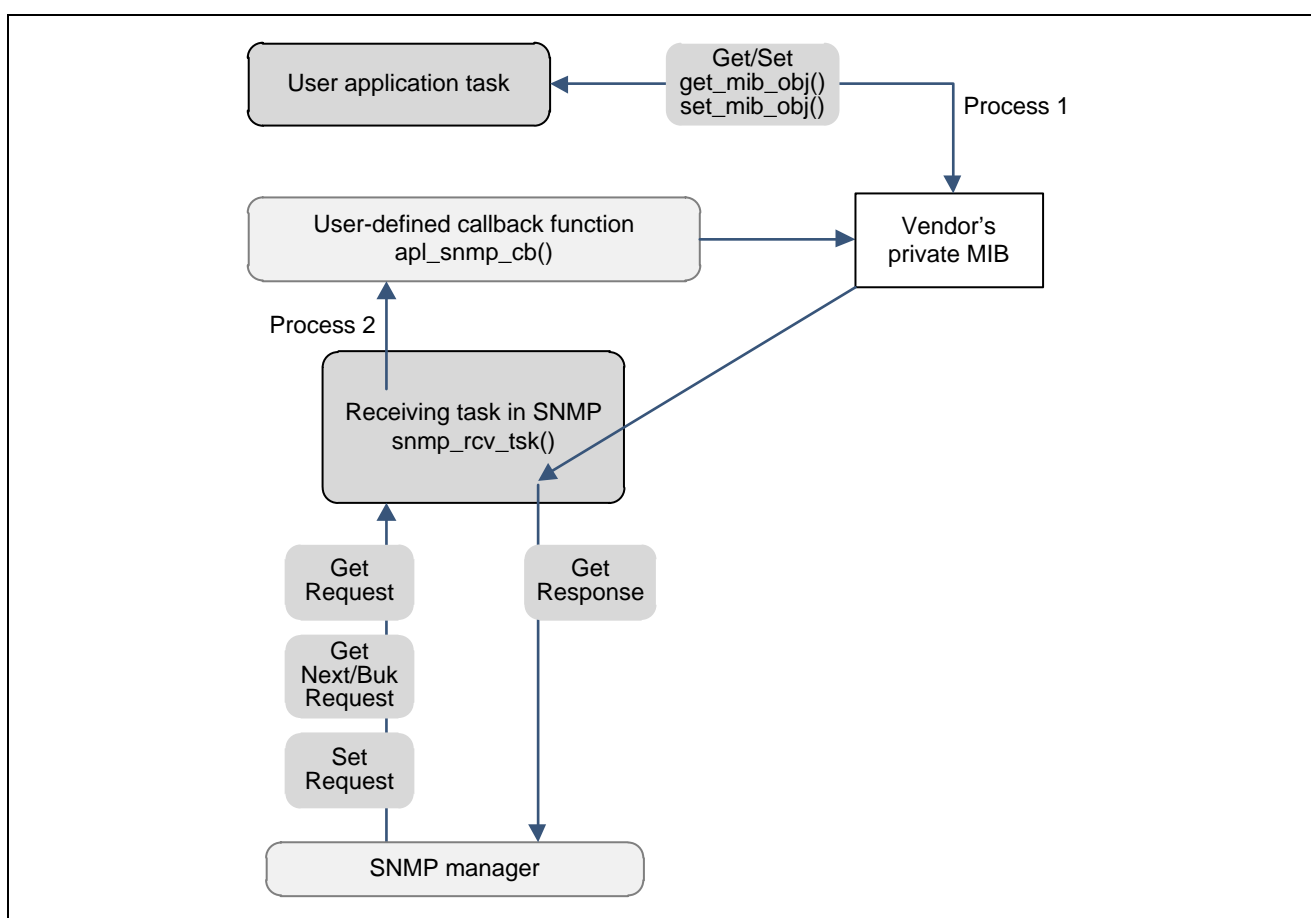 User application task
Get/Set
get_mib_obj()
set_mib_obj()
Process 1
User-defined callback function
apl_snmp_cb()
Vendor's
private MIB
Process 2
Receiving task in SNMP
snmp_rcv_tsk()
Get
Request
Get
Response
Get
Next/Buk
Request
Set
Request
SNMP manager